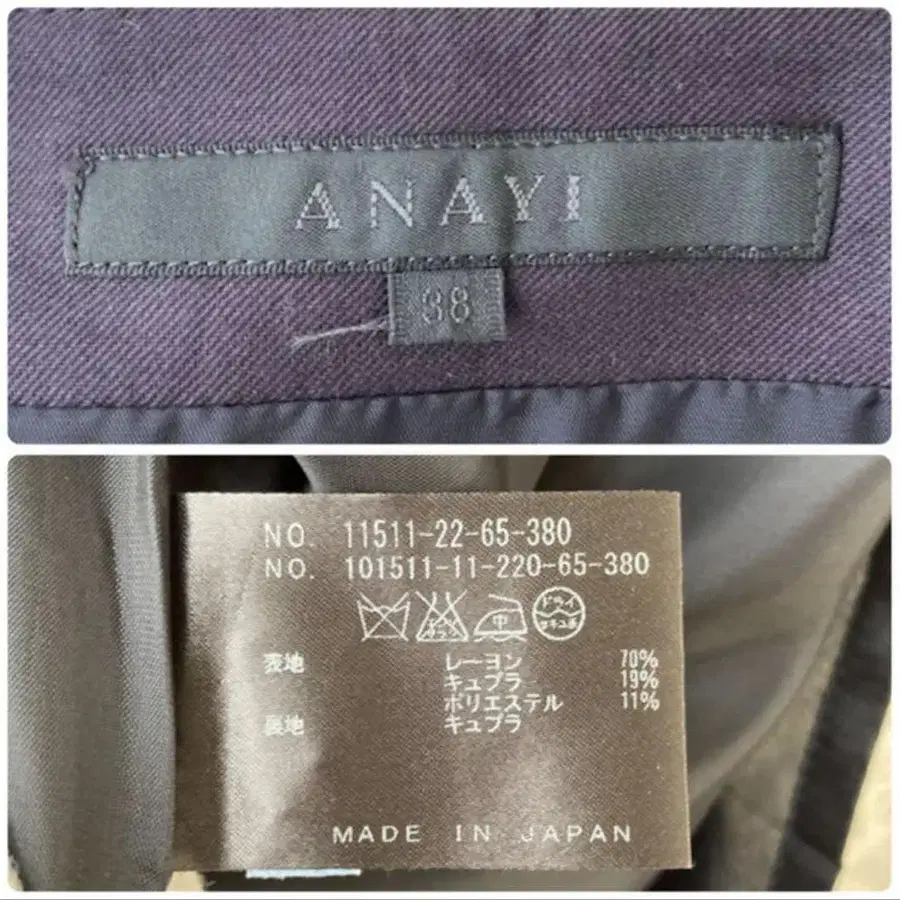 ANAYI
38
NO. 11511-22-65-380
NO. 101511-11-220-65-380
中 ドライ
表地 レーヨン 70%
キュプラ 19%
ポリエステル 11%
裏地 キュプラ
MADE IN JAPAN